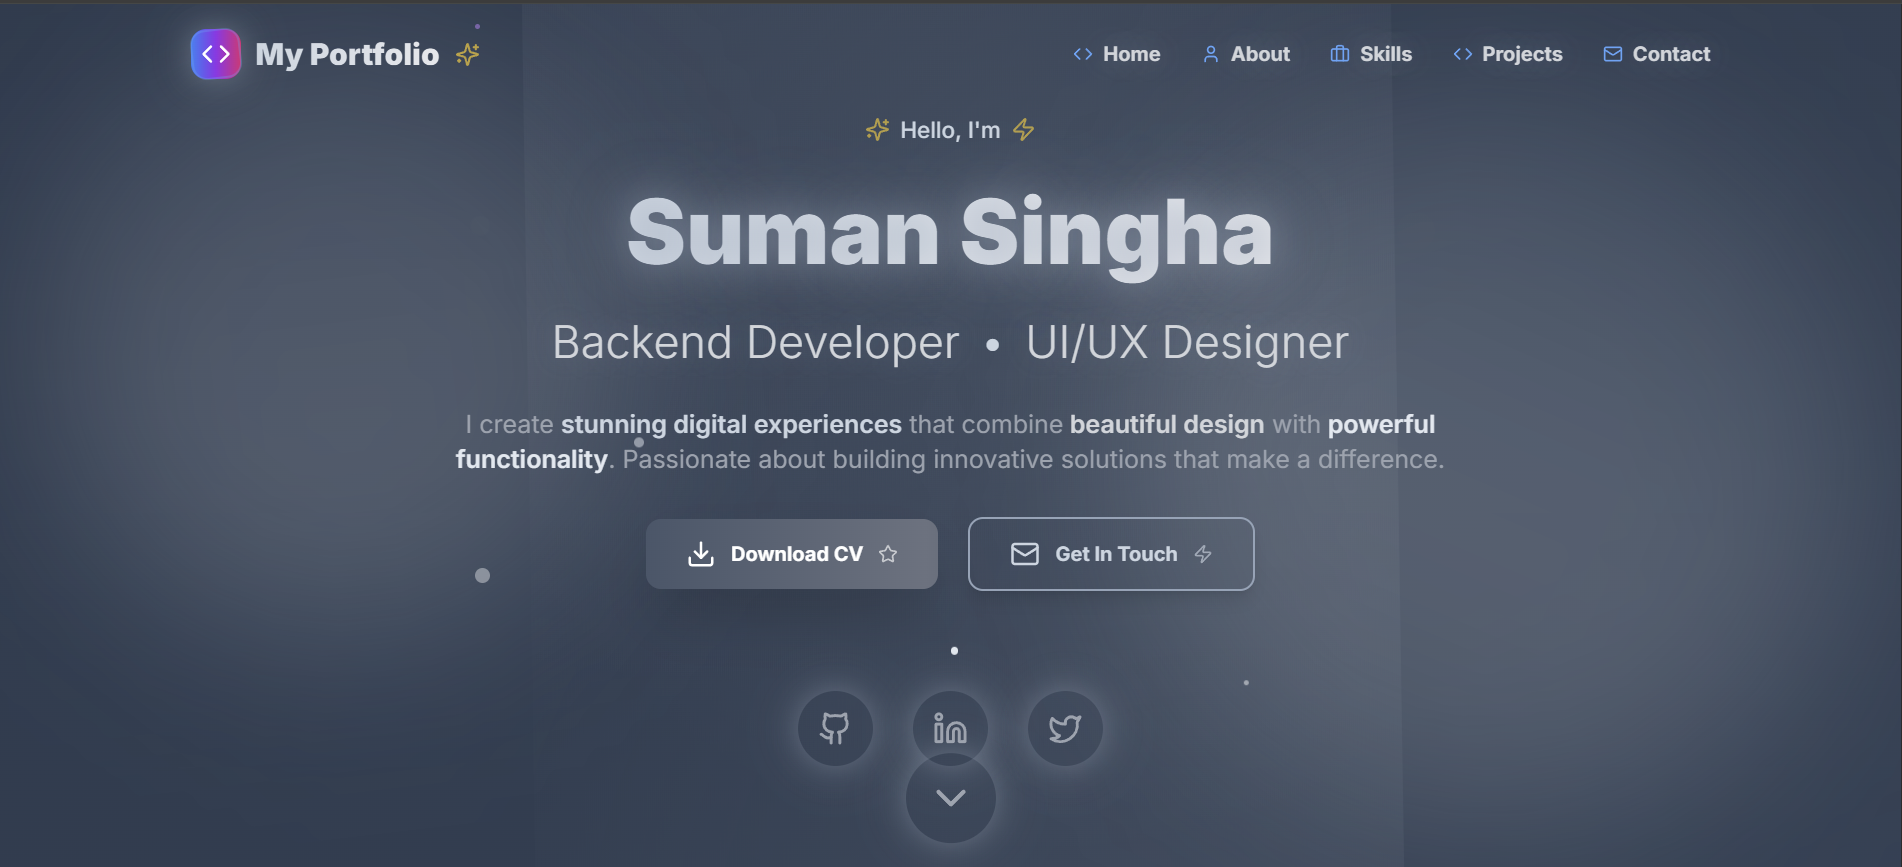 My Portfolio
Home
About
Skills
Projects
Contact
Hello, I'm
Suman Singha
Backend Developer • UI/UX Designer
I create stunning digital experiences that combine beautiful design with powerful
functionality. Passionate about building innovative solutions that make a difference.
Download CV
Get In Touch